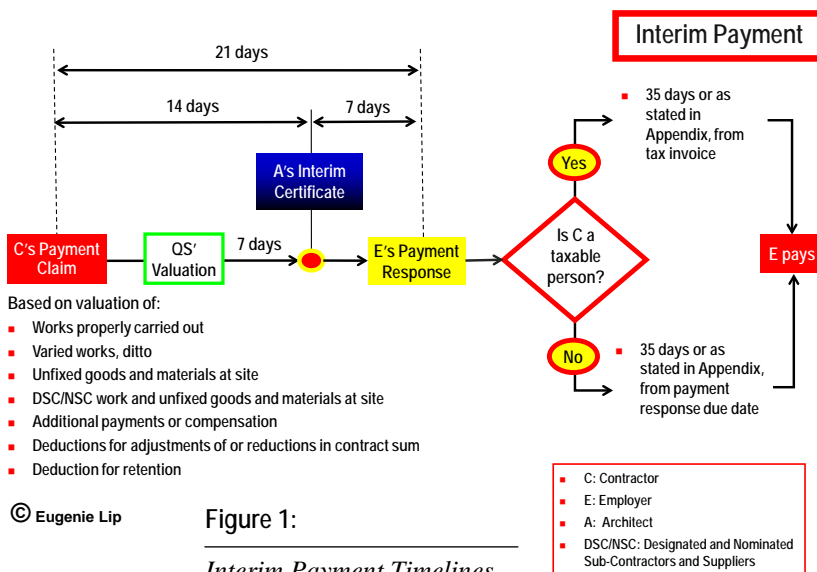 Interim Payment
21 days
14 days
7 days
A's Interim
Certificate
C's Payment
Claim
QS'
Valuation
7 days
E's Payment
Response
Is C a
taxable
person?
Yes
35 days or as
stated in
Appendix, from
tax invoice
No
35 days or as
stated in Appendix,
from payment
response due date
E pays
Based on valuation of:
Works properly carried out
Varied works, ditto
Unfixed goods and materials at site
DSC/NSC work and unfixed goods and materials at site
Additional payments or compensation
Deductions for adjustments of or reductions in contract sum
Deduction for retention
© Eugenie Lip
Figure 1:
Interim Payment Timelines
C: Contractor
E: Employer
A: Architect
DSC/NSC: Designated and Nominated
Sub-Contractors and Suppliers